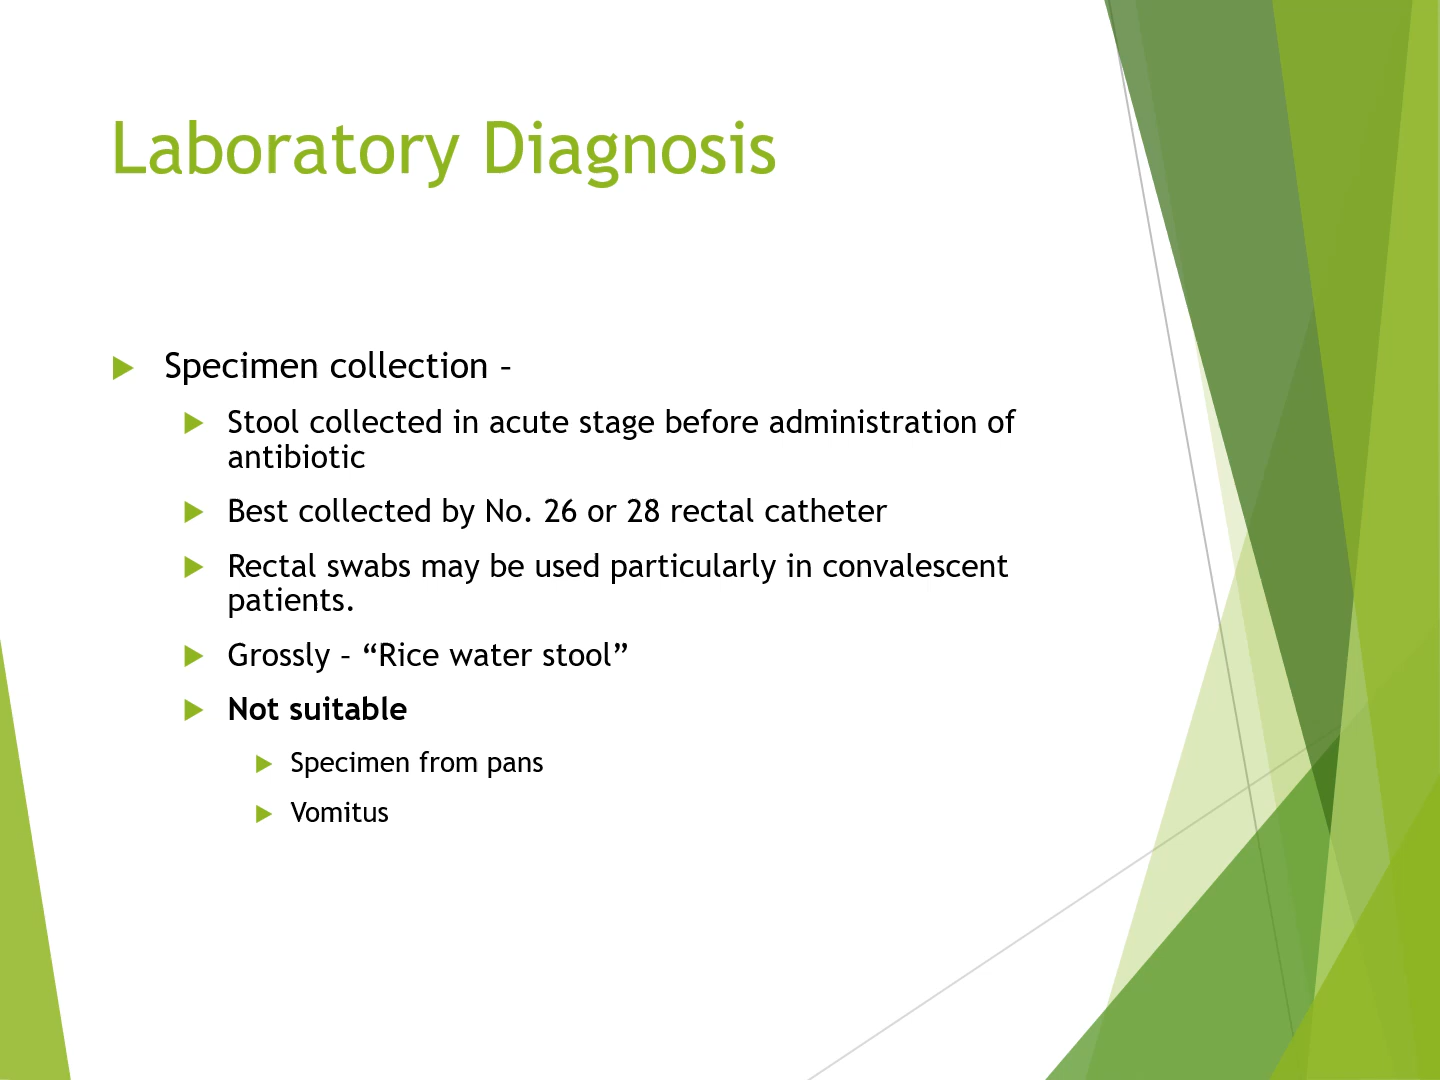 Laboratory Diagnosis
Specimen collection –
Stool collected in acute stage before administration of
antibiotic
Best collected by No. 26 or 28 rectal catheter
Rectal swabs may be used particularly in convalescent
patients.
Grossly – “Rice water stool”
Not suitable
Specimen from pans
Vomitus